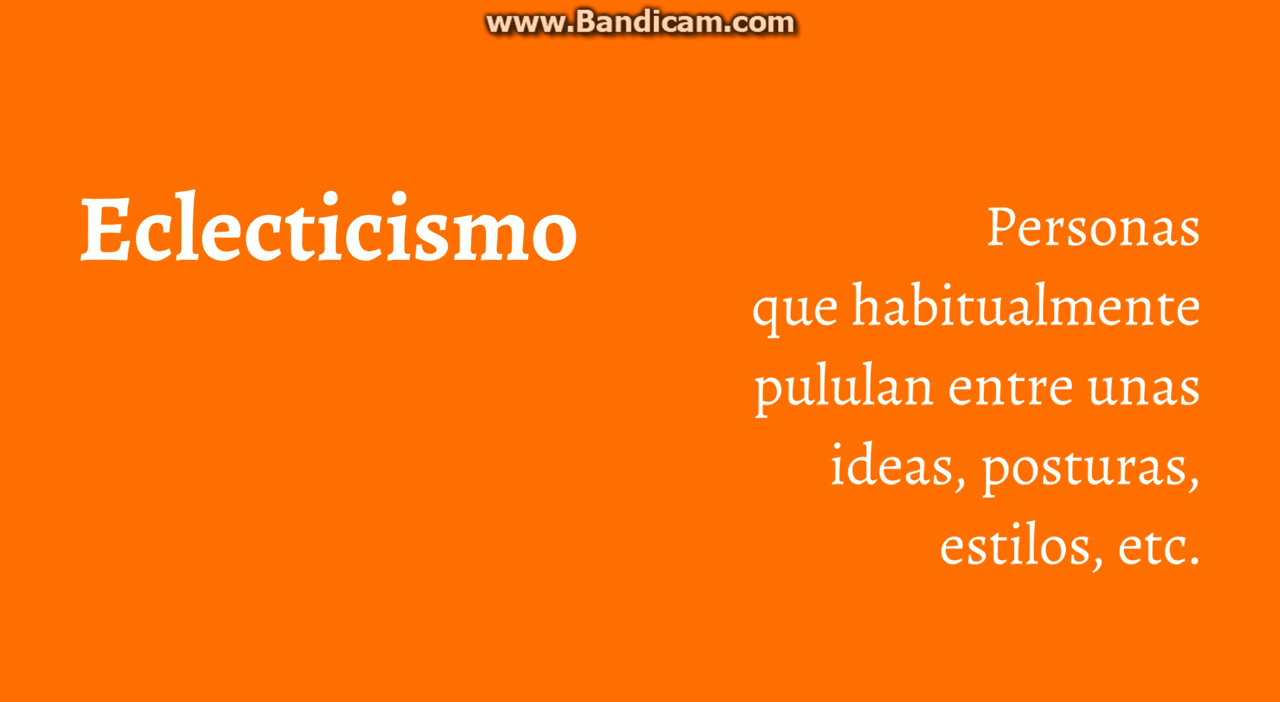 www.Bandicam.com
Eclecticismo
Personas
que habitualmente
pululan entre unas
ideas, posturas,
estilos, etc.